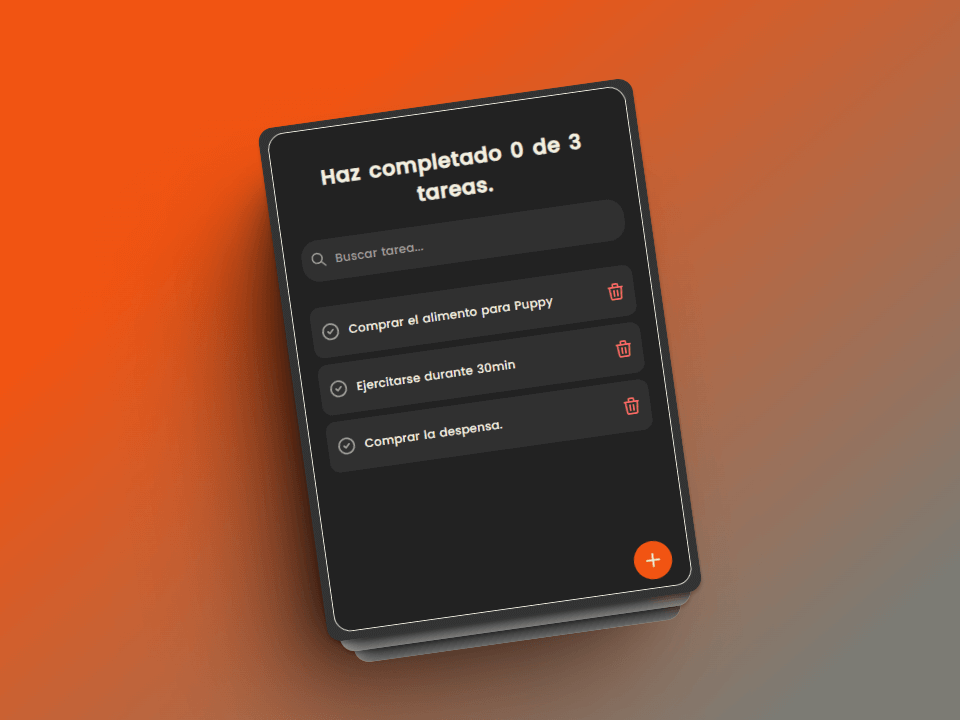 Haz completado 0 de 3
tareas.
Buscar tarea...
Comprar el alimento para Puppy
Ejercitarse durante 30min
Comprar la despensa.